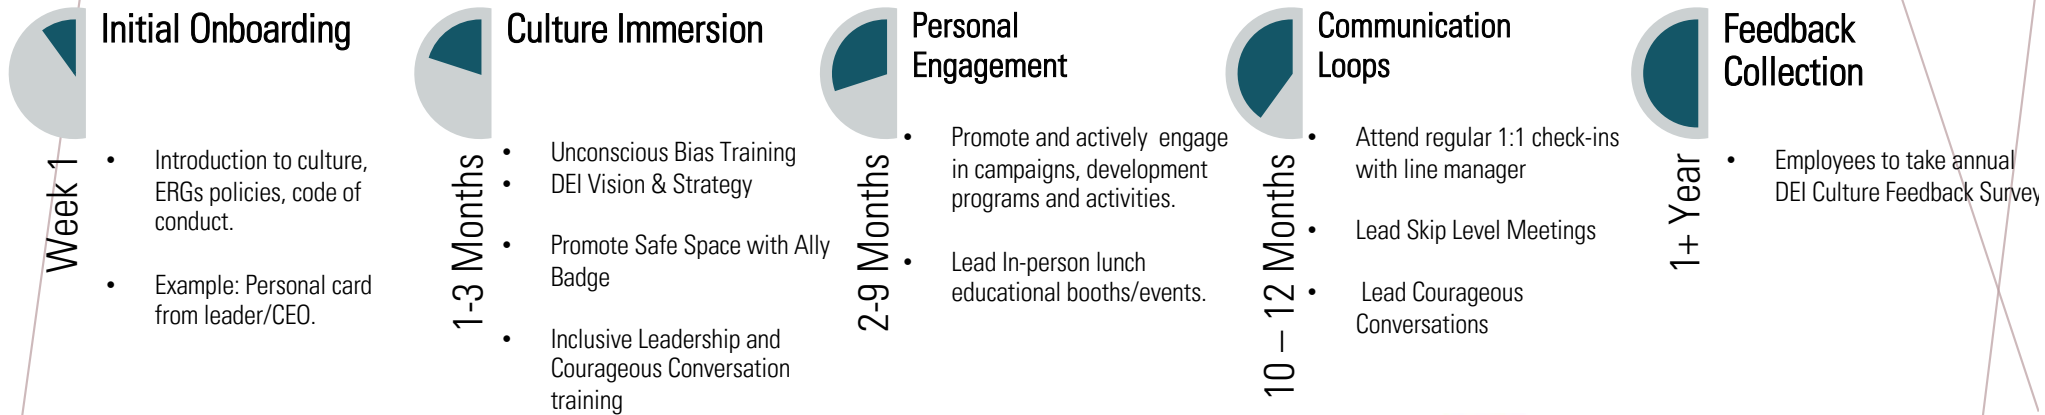 Initial Onboarding
Week 1
• Introduction to culture,
ERGs policies, code of
conduct.
• Example: Personal card
from leader/CEO.
Culture Immersion
1-3 Months
• Unconscious Bias Training
• DEI Vision & Strategy
• Promote Safe Space with Ally
Badge
• Inclusive Leadership and
Courageous Conversation
training
Personal
Engagement
2-9 Months
• Promote and actively engage
in campaigns, development
programs and activities.
• Lead In-person lunch
educational booths/events.
Communication
Loops
10 – 12 Months
• Attend regular 1:1 check-ins
with line manager
• Lead Skip Level Meetings
• Lead Courageous
Conversations
Feedback
Collection
1+ Year
• Employees to take annual
DEI Culture Feedback Survey